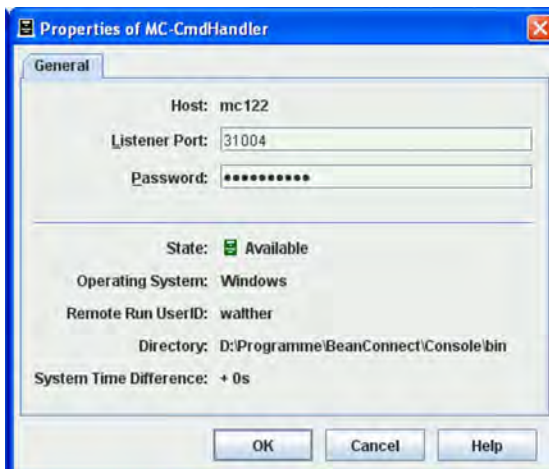 Properties of MC-CmdHandler
General
Host: mc122
Listener Port: 31004
Password: ••••••••••
State: Available
Operating System: Windows
Remote Run UserID: walther
Directory: D:\Programme\BeanConnect\Console\bin
System Time Difference: + 0s
OK Cancel Help